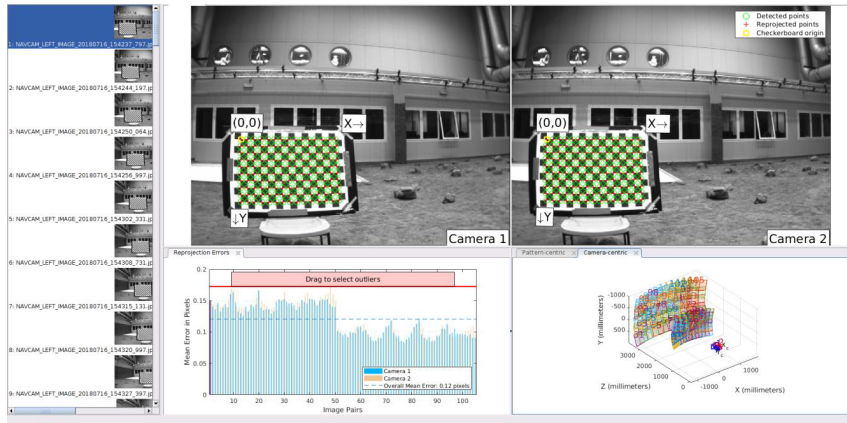 1: NAVCAM_LEFT_IMAGE_20180716_154237_797.jp
2: NAVCAM_LEFT_IMAGE_20180716_154244_197.jp
3: NAVCAM_LEFT_IMAGE_20180716_154250_064.jp
4: NAVCAM_LEFT_IMAGE_20180716_154256_997.jp
5: NAVCAM_LEFT_IMAGE_20180716_154302_331.jp
6: NAVCAM_LEFT_IMAGE_20180716_154308_731.jp
7: NAVCAM_LEFT_IMAGE_20180716_154315_131.jp
8: NAVCAM_LEFT_IMAGE_20180716_154320_997.jp
9: NAVCAM_LEFT_IMAGE_20180716_154327_397.jp
(0,0)
X→
↓Y
Camera 1
Detected points
Reprojected points
Checkerboard origin
(0,0)
X→
↓Y
Camera 2
Reprojection Errors
Drag to select outliers
Mean Error in Pixels
0.2
0.15
0.1
0.05
0
10 20 30 40 50 60 70 80 90 100
Image Pairs
Camera 1
Camera 2
Overall Mean Error: 0.12 pixels
Pattern-centric
Camera-centric
Y (millimeters)
-1000
-500
0
500
3000
2000
1000
0
Z (millimeters)
-1000
0
1000
X (millimeters)